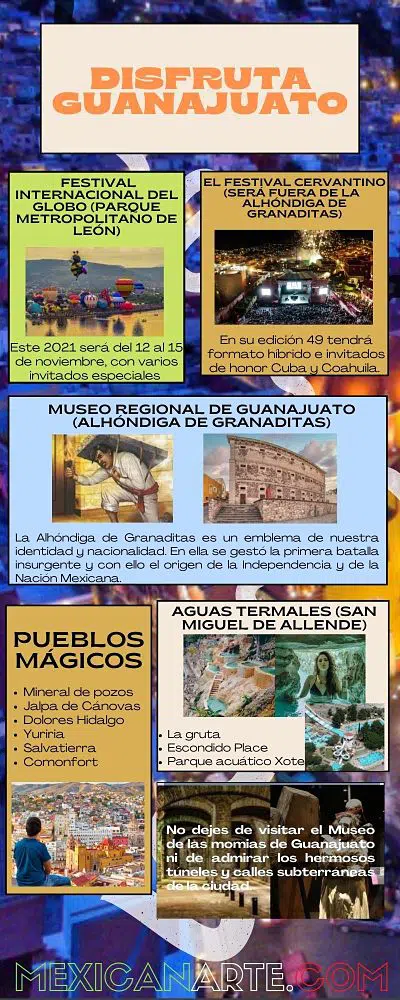 DISFRUTA
GUANAJUATO
FESTIVAL
INTERNACIONAL DEL
GLOBO (PARQUE
METROPOLITANO DE
LEÓN)
Este 2021 será del 12 al 15
de noviembre, con varios
invitados especiales
EL FESTIVAL CERVANTINO
(SERÁ FUERA DE LA
ALHÓNDIGA DE
GRANADITAS)
En su edición 49 tendrá
formato híbrido e invitados
de honor Cuba y Coahuila.
MUSEO REGIONAL DE GUANAJUATO
(ALHÓNDIGA DE GRANADITAS)
La Alhóndiga de Granaditas es un emblema de nuestra
identidad y nacionalidad. En ella se gestó la primera batalla
insurgente y con ello el origen de la Independencia y de la
Nación Mexicana.
PUEBLOS
MÁGICOS
• Mineral de pozos
• Jalpa de Cánovas
• Dolores Hidalgo
• Yuriria
• Salvatierra
• Comonfort
AGUAS TERMALES (SAN
MIGUEL DE ALLENDE)
• La gruta
• Escondido Place
• Parque acuático Xote
No dejes de visitar el Museo
de las momias de Guanajuato
ni de admirar los hermosos
túneles y calles subterráneas
de la ciudad.
MEXICANARTE.COM